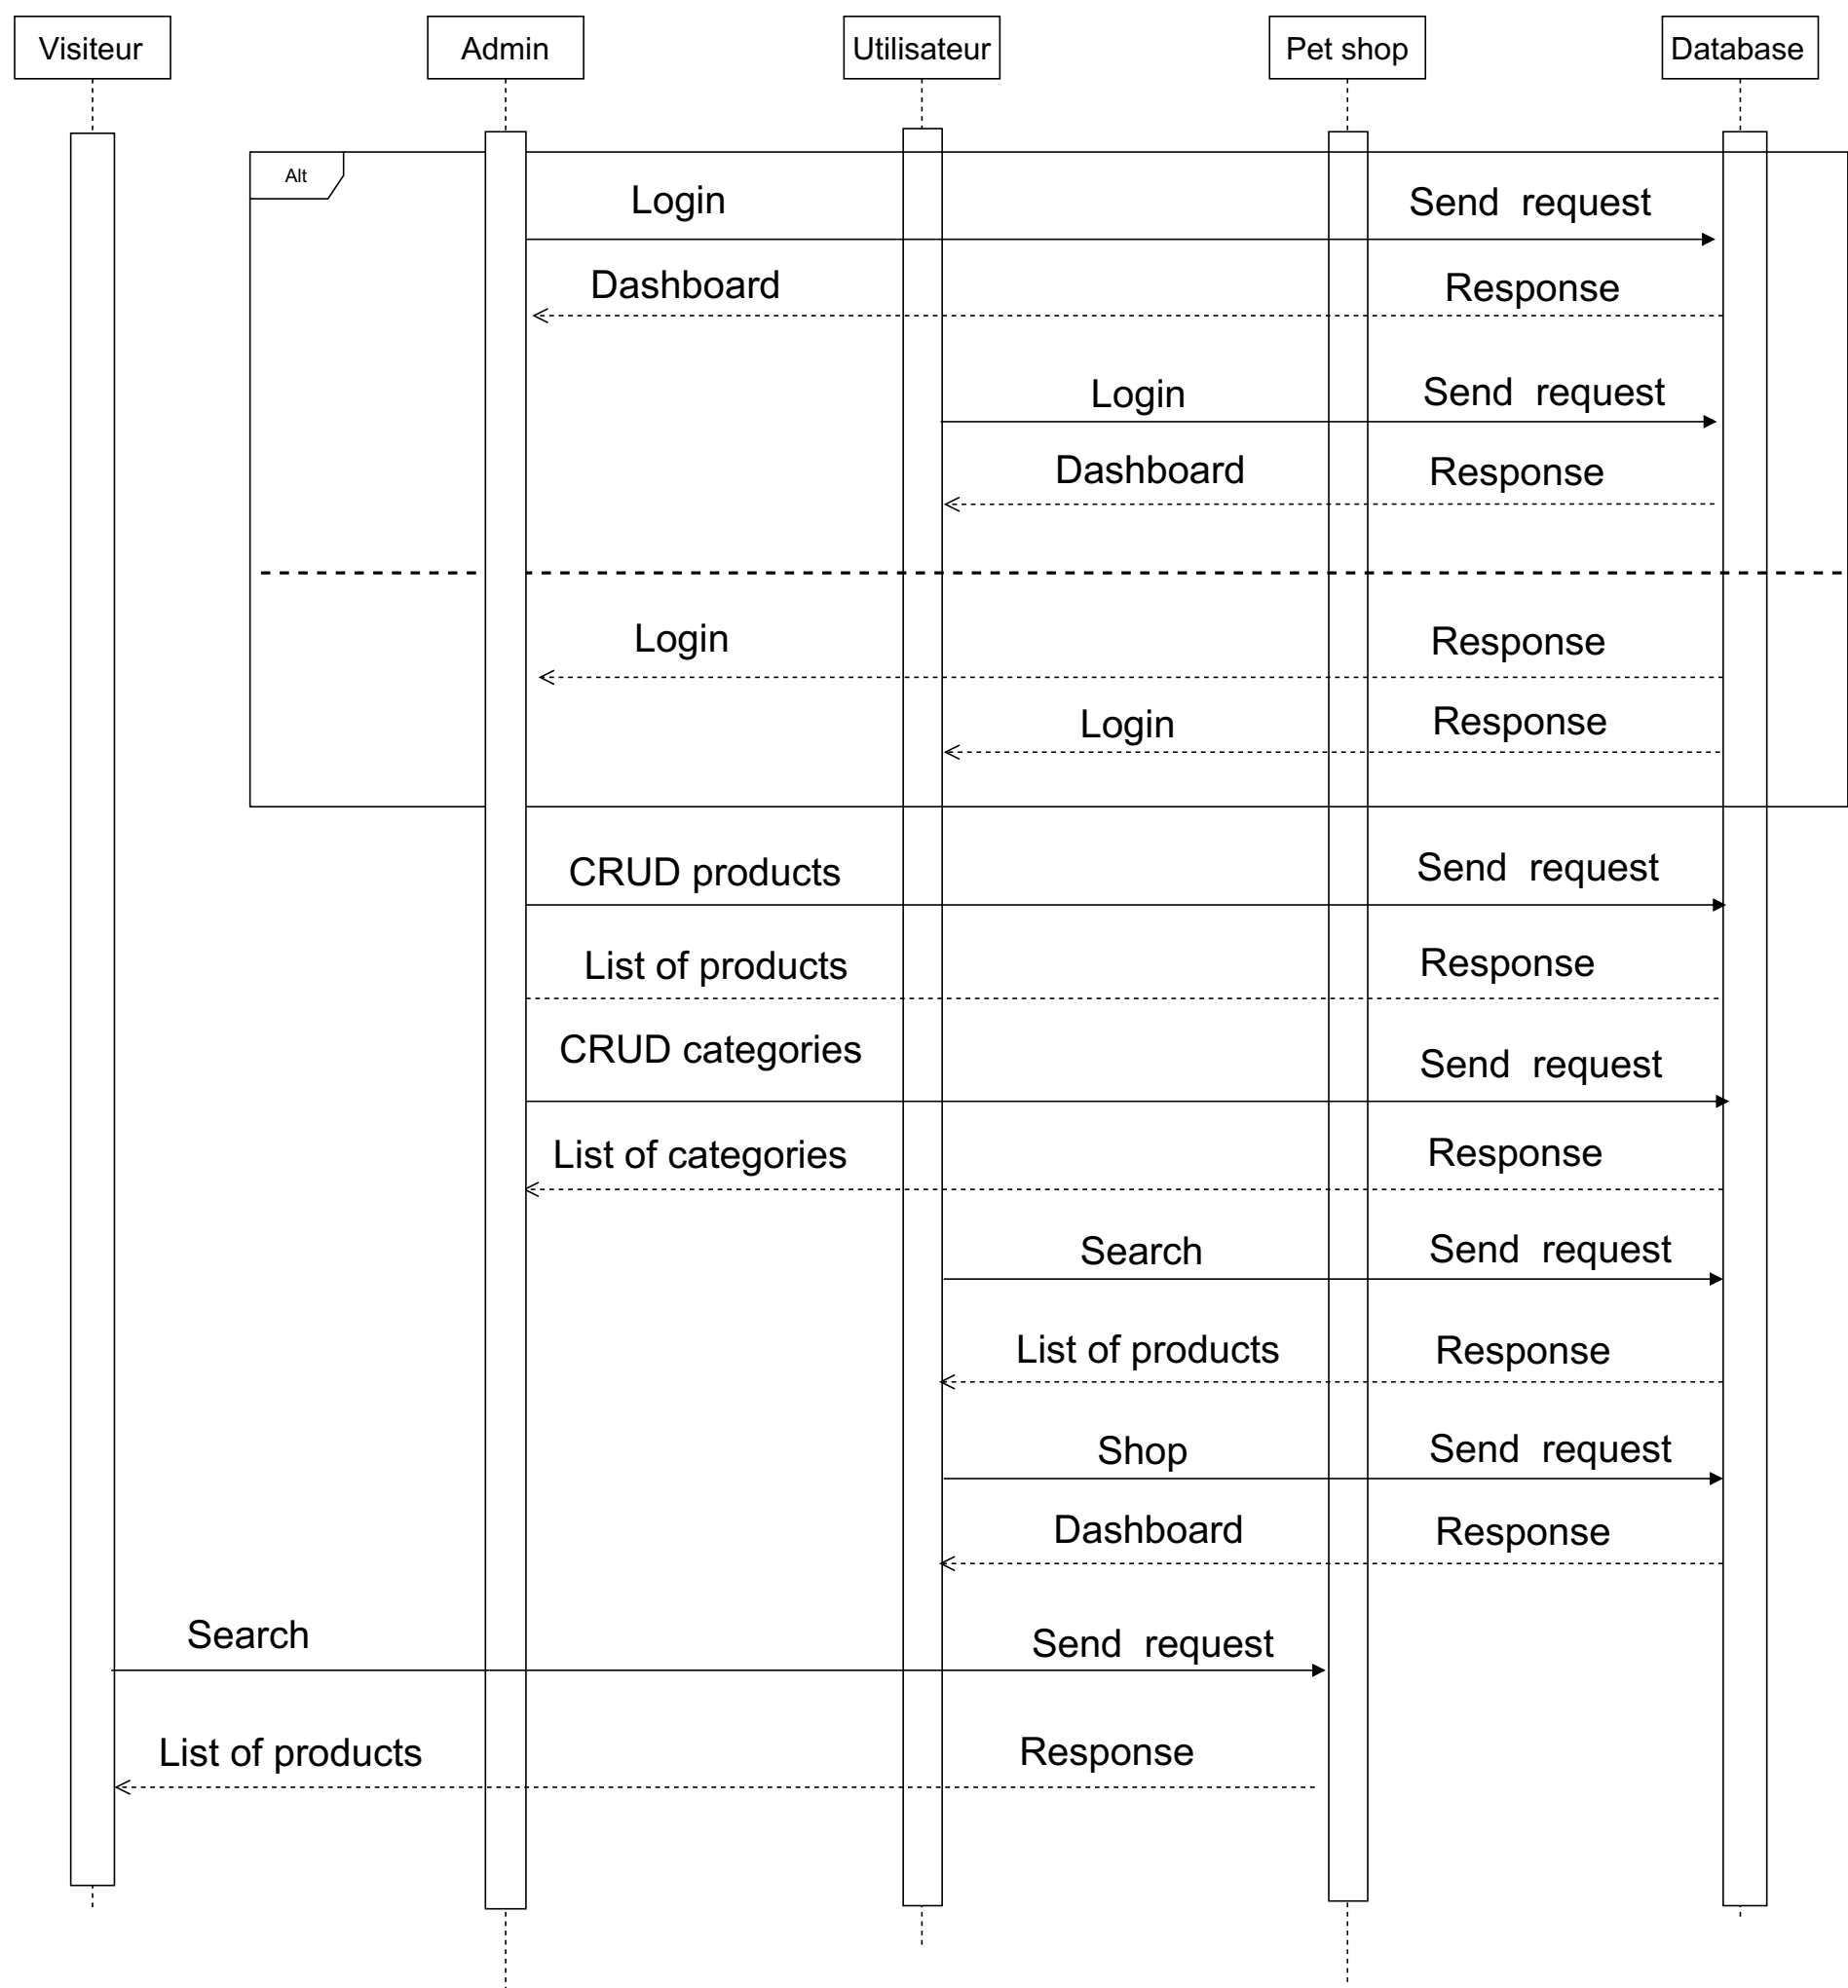 Visiteur
Admin
Utilisateur
Pet shop
Database
Alt
Login
Send request
Dashboard
Response
Login
Send request
Dashboard
Response
Login
Response
Login
Response
CRUD products
Send request
List of products
Response
CRUD categories
Send request
List of categories
Response
Search
Send request
List of products
Response
Shop
Send request
Dashboard
Response
Search
Send request
List of products
Response